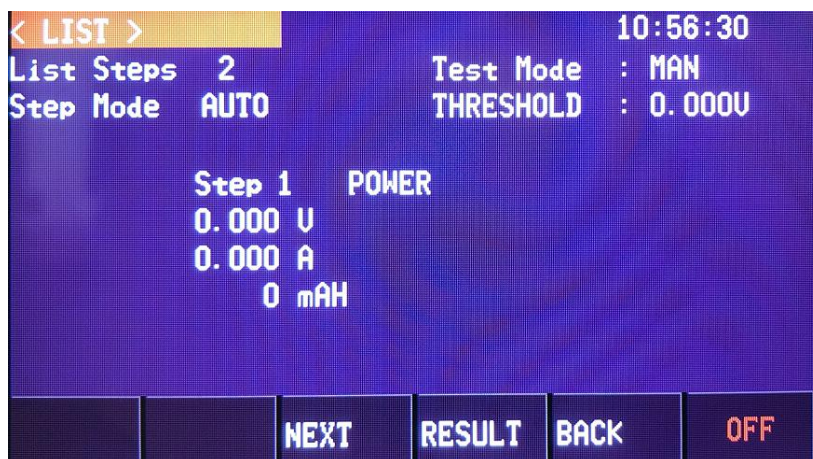 < LIST > 10:56:30
List Steps 2 Test Mode : MAN
Step Mode AUTO THRESHOLD : 0.000V
Step 1 POWER
0.000 V
0.000 A
0 mAH
NEXT RESULT BACK OFF